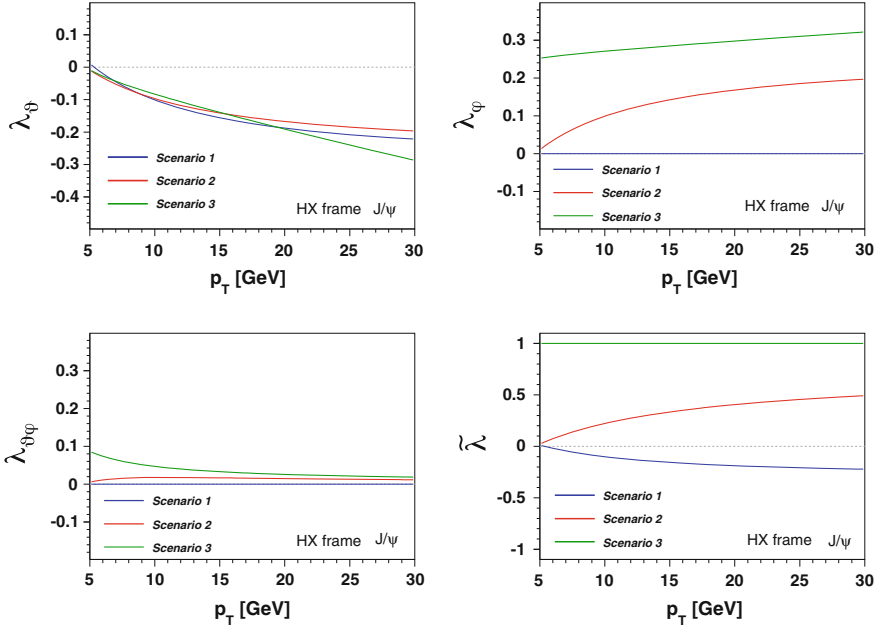 0.1
0
-0.1
-0.2
-0.3
-0.4
λϑ
Scenario 1
Scenario 2
Scenario 3
HX frame J/ψ
5 10 15 20 25 30
pT [GeV]
0.3
0.2
0.1
0
-0.1
λφ
Scenario 1
Scenario 2
Scenario 3
HX frame J/ψ
5 10 15 20 25 30
pT [GeV]
0.3
0.2
0.1
0
-0.1
λϑφ
Scenario 1
Scenario 2
Scenario 3
HX frame J/ψ
5 10 15 20 25 30
pT [GeV]
1
0.5
0
-0.5
-1
λ̃
Scenario 1
Scenario 2
Scenario 3
HX frame J/ψ
5 10 15 20 25 30
pT [GeV]